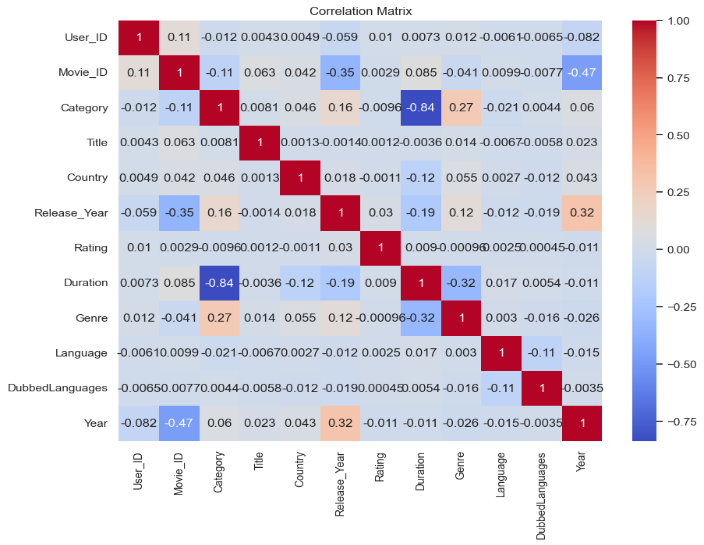 Correlation Matrix
User_ID 1 0.11 -0.012 0.0043 0.0049 -0.059 0.01 0.0073 0.012 -0.0061 -0.0065 -0.082
Movie_ID 0.11 1 -0.11 0.063 0.042 -0.35 0.0029 0.085 -0.041 0.0099 -0.0077 -0.47
Category -0.012 -0.11 1 0.0081 0.046 0.16 -0.0096 -0.84 0.27 -0.021 0.0044 0.06
Title 0.0043 0.063 0.0081 1 0.0013 -0.0014 0.0012 -0.0036 0.014 -0.0067 -0.0058 0.023
Country 0.0049 0.042 0.046 0.0013 1 0.018 -0.0011 -0.12 0.055 0.0027 -0.012 0.043
Release_Year -0.059 -0.35 0.16 -0.0014 0.018 1 0.03 -0.19 0.12 -0.012 -0.019 0.32
Rating 0.01 0.0029 -0.0096 0.0012 -0.0011 0.03 1 0.009 -0.00096 0.0025 0.00045 -0.011
Duration 0.0073 0.085 -0.84 -0.0036 -0.12 -0.19 0.009 1 -0.32 0.017 0.0054 -0.011
Genre 0.012 -0.041 0.27 0.014 0.055 0.12 -0.00096 -0.32 1 0.003 -0.016 -0.026
Language -0.0061 0.0099 -0.021 -0.0067 0.0027 -0.012 0.0025 0.017 0.003 1 -0.11 -0.015
DubbedLanguages -0.0065 -0.0077 0.0044 -0.0058 -0.012 -0.019 0.00045 0.0054 -0.016 -0.11 1 -0.0035
Year -0.082 -0.47 0.06 0.023 0.043 0.32 -0.011 -0.011 -0.026 -0.015 -0.0035 1
User_ID Movie_ID Category Title Country Release_Year Rating Duration Genre Language DubbedLanguages Year
1.00
0.75
0.50
0.25
0.00
-0.25
-0.50
-0.75